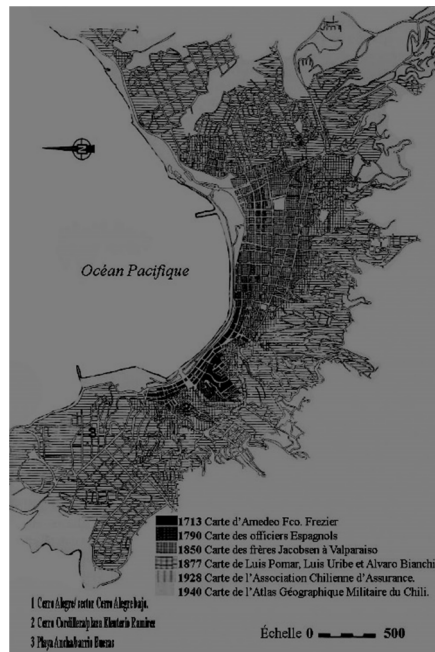 Océan Pacifique
3
1713 Carte d'Amedeo Fco. Frezier
1790 Carte des officiers Espagnols
1850 Carte des frères Jacobsen à Valparaiso
1877 Carte de Luis Pomar, Luis Uribe et Alvaro Bianchi
1928 Carte de l'Association Chilienne d'Assurance.
1940 Carte de l'Atlas Géographique Militaire du Chili.
1 Cerro Alegre/ sector Cerro Alegre bajo.
2 Cerro Cordillera/plaza Eleuterio Ramirez
3 Playa Ancha/barrio
Échelle 0 500